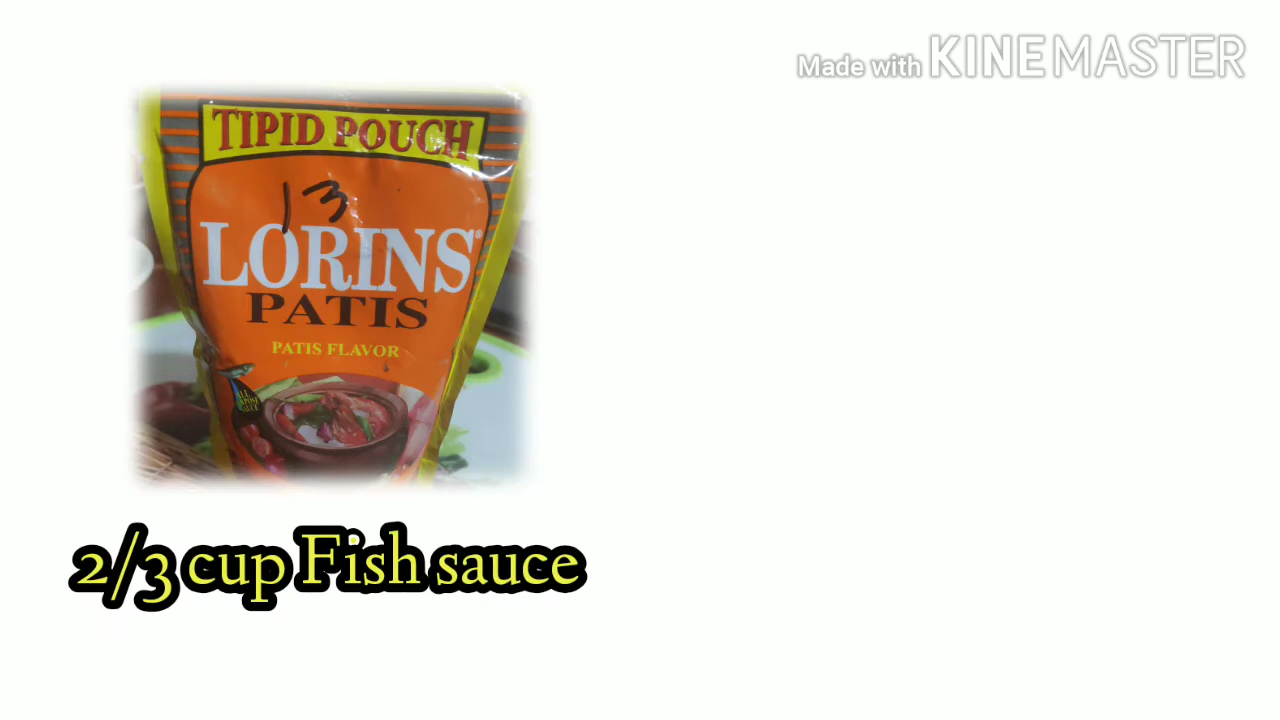 Made with KINEMASTER
TIPID POUCH
13
LORINS®
PATIS
PATIS FLAVOR
2/3 cup Fish sauce